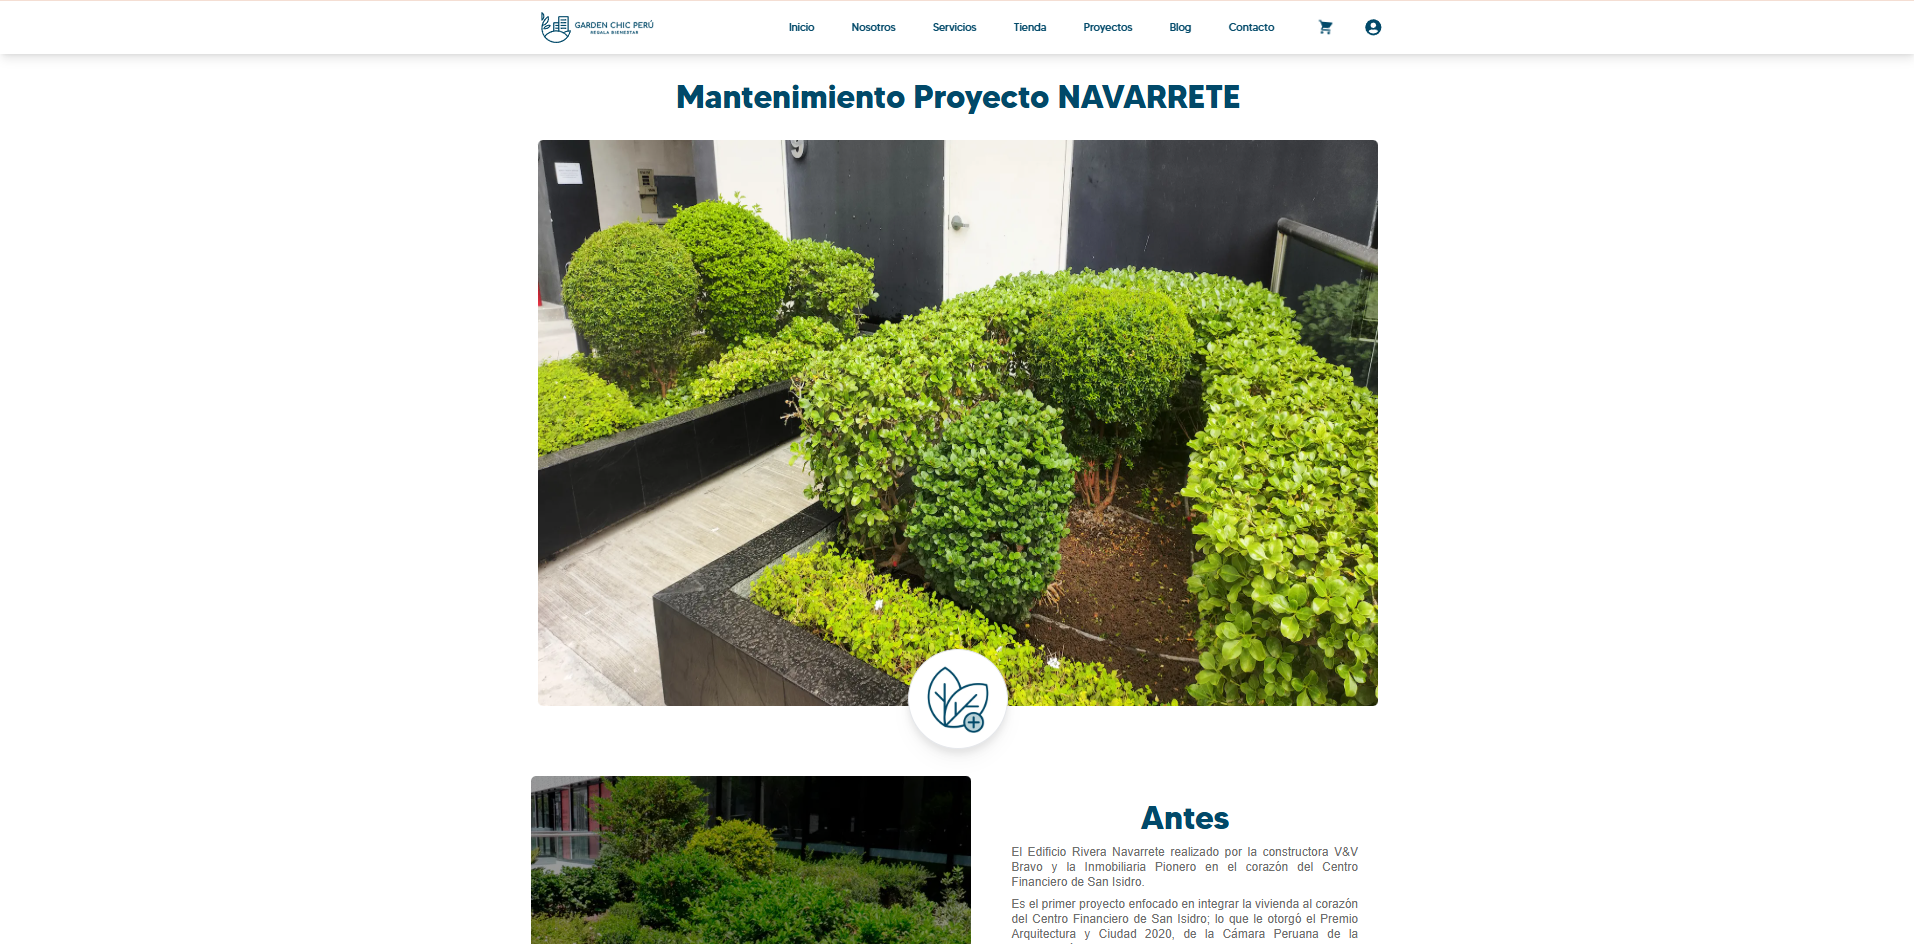 GARDEN CHIC PERÚ
REGALA BIENESTAR
Inicio
Nosotros
Servicios
Tienda
Proyectos
Blog
Contacto
Mantenimiento Proyecto NAVARRETE
9
Antes
El Edificio Rivera Navarrete realizado por la constructora V&V
Bravo y la Inmobiliaria Pionero en el corazón del Centro
Financiero de San Isidro.
Es el primer proyecto enfocado en integrar la vivienda al corazón
del Centro Financiero de San Isidro; lo que le otorgó el Premio
Arquitectura y Ciudad 2020, de la Cámara Peruana de la